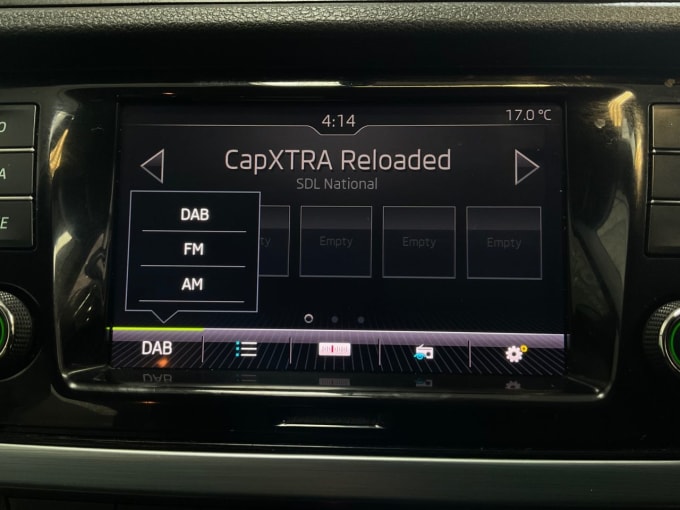 4:14
17.0 °C
CapXTRA Reloaded
SDL National
DAB
FM
AM
Empty
Empty
Empty
DAB